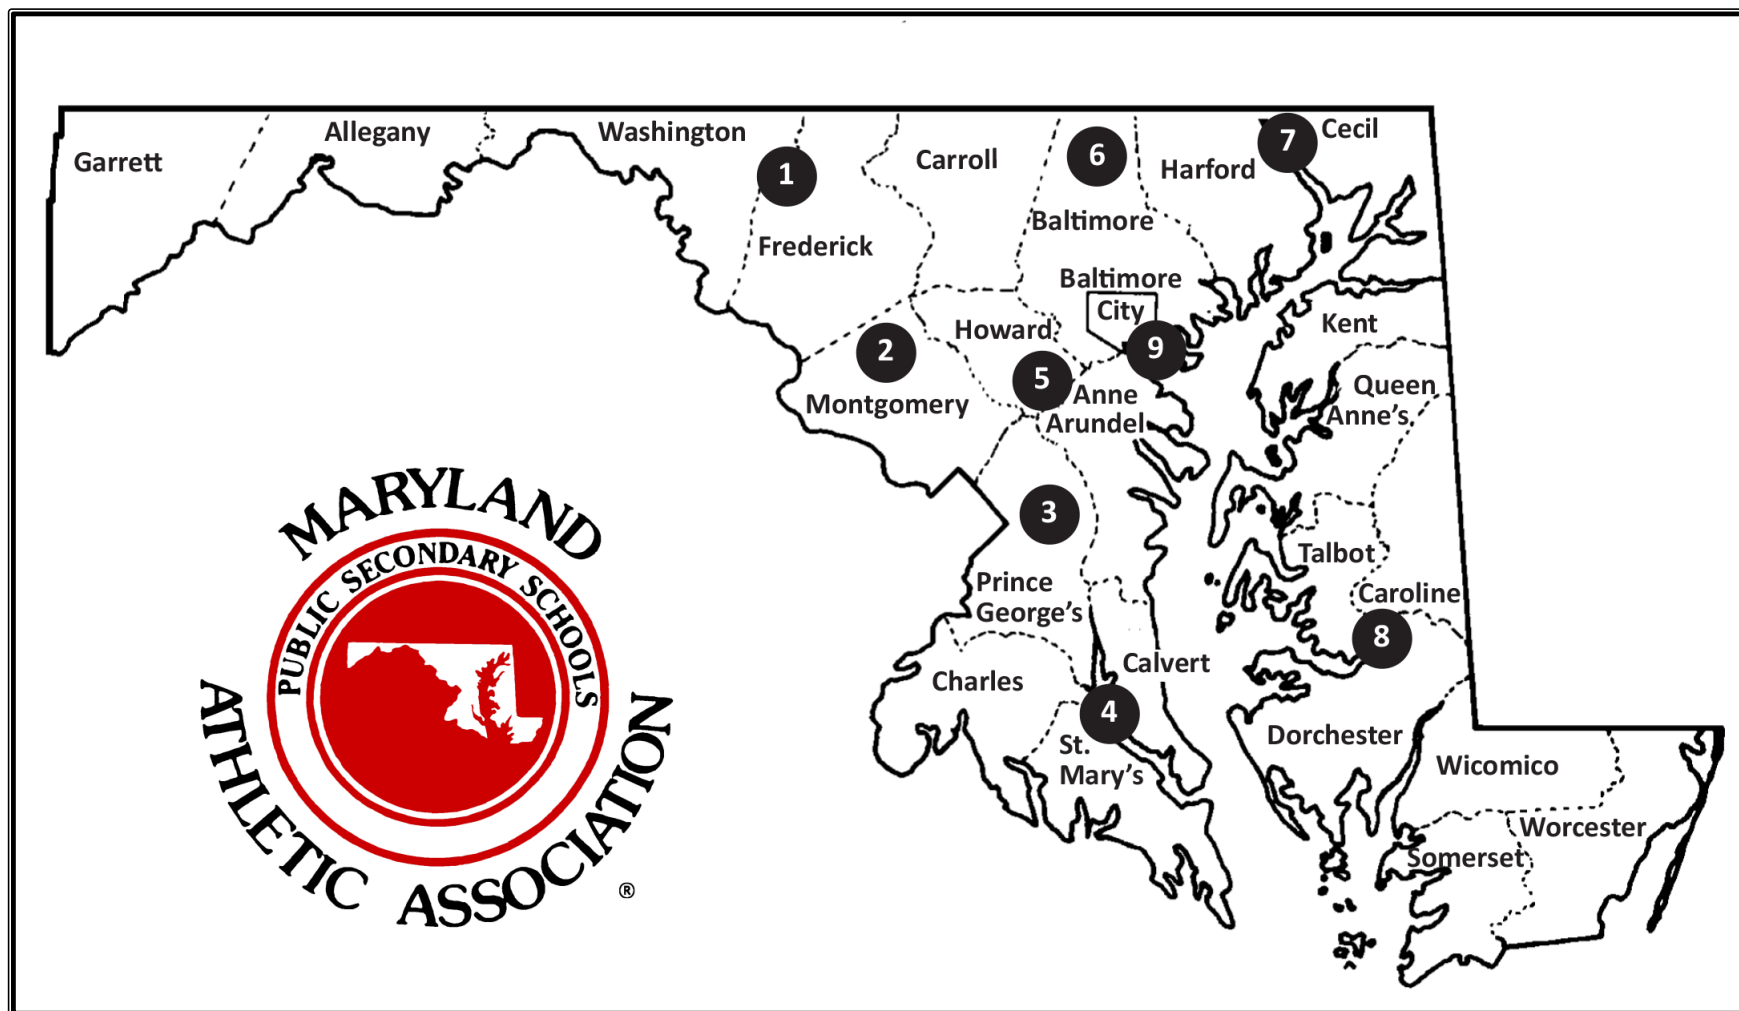 Garrett
Allegany
Washington
1
Frederick
Carroll
6
Baltimore
Harford
7
Cecil
Baltimore
City
9
Howard
5
2
Montgomery
Anne
Arundel
Kent
Queen
Anne's
3
Prince
George's
Talbot
Caroline
8
Calvert
Charles
4
St.
Mary's
Dorchester
Wicomico
Worcester
Somerset
MARYLAND
PUBLIC SECONDARY SCHOOLS
ATHLETIC ASSOCIATION
®